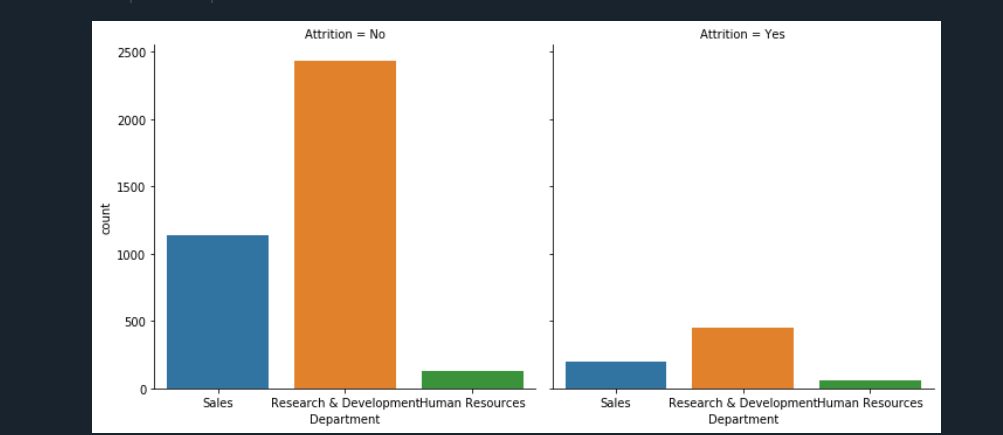 Attrition = No
2500
2000
1500
1000
500
0
count
Sales Research & Development Human Resources
Department
Attrition = Yes
Sales Research & Development Human Resources
Department